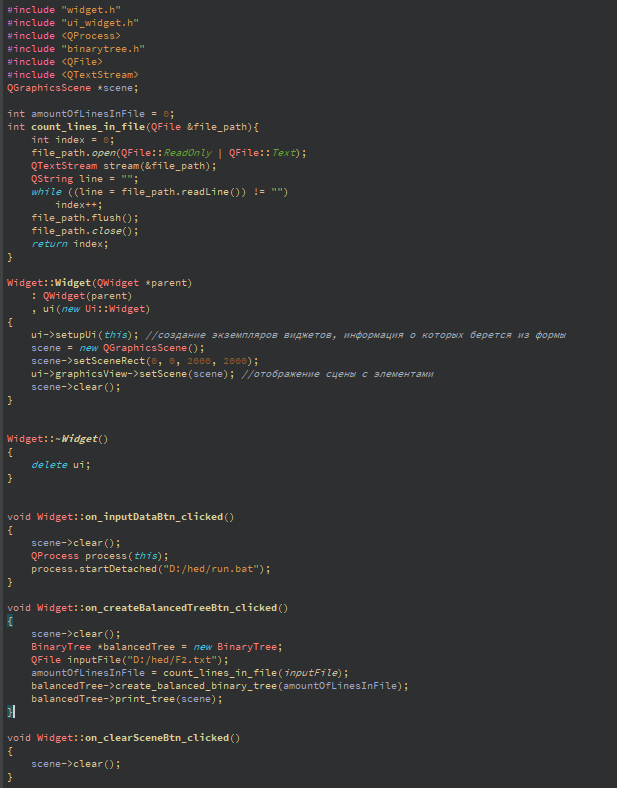 #include "widget.h"
#include "ui_widget.h"
#include <QProcess>
#include "binarytree.h"
#include <QFile>
#include <QTextStream>
QGraphicsScene *scene;
int amountOfLinesInFile = 0;
int count_lines_in_file(QFile &file_path){
    int index = 0;
    file_path.open(QFile::ReadOnly | QFile::Text);
    QTextStream stream(&file_path);
    QString line = "";
    while ((line = file_path.readLine()) != "")
        index++;
    file_path.flush();
    file_path.close();
    return index;
}
Widget::Widget(QWidget *parent)
    : QWidget(parent)
    , ui(new Ui::Widget)
{
    ui->setupUi(this); //создание экземпляров виджетов, информация о которых берется из формы
    scene = new QGraphicsScene();
    scene->setSceneRect(0, 0, 2000, 2000);
    ui->graphicsView->setScene(scene); //отображение сцены с элементами
    scene->clear();
}
Widget::~Widget()
{
    delete ui;
}
void Widget::on_inputDataBtn_clicked()
{
    scene->clear();
    QProcess process(this);
    process.startDetached("D:/hed/run.bat");
}
void Widget::on_createBalancedTreeBtn_clicked()
{
    scene->clear();
    BinaryTree *balancedTree = new BinaryTree;
    QFile inputFile("D:/hed/F2.txt");
    amountOfLinesInFile = count_lines_in_file(inputFile);
    balancedTree->create_balanced_binary_tree(amountOfLinesInFile);
    balancedTree->print_tree(scene);
}
void Widget::on_clearSceneBtn_clicked()
{
    scene->clear();
}